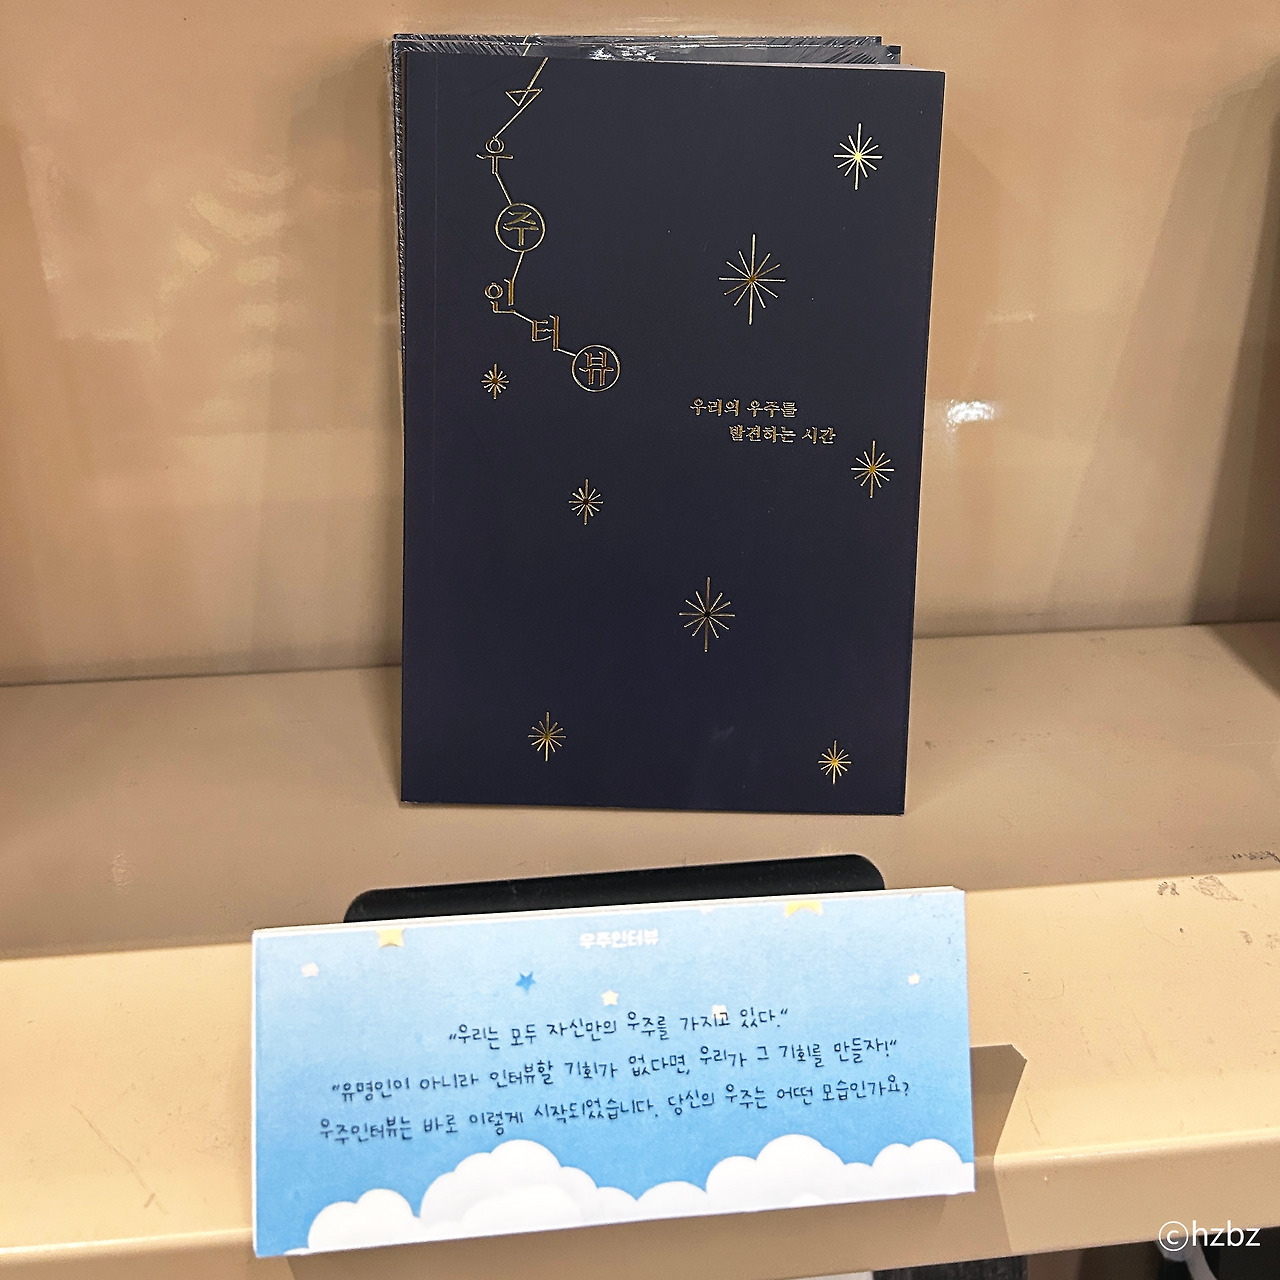 우
주
인
터
뷰
우리의 우주를
발견하는 시간
우주인터뷰
"우리는 모두 자신만의 우주를 가지고 있다."
"유명인이 아니라 인터뷰할 기회가 없다면, 우리가 그 기회를 만들자!"
우주인터뷰는 바로 이렇게 시작되었습니다. 당신의 우주는 어떤 모습인가요?
ⓒhzbz